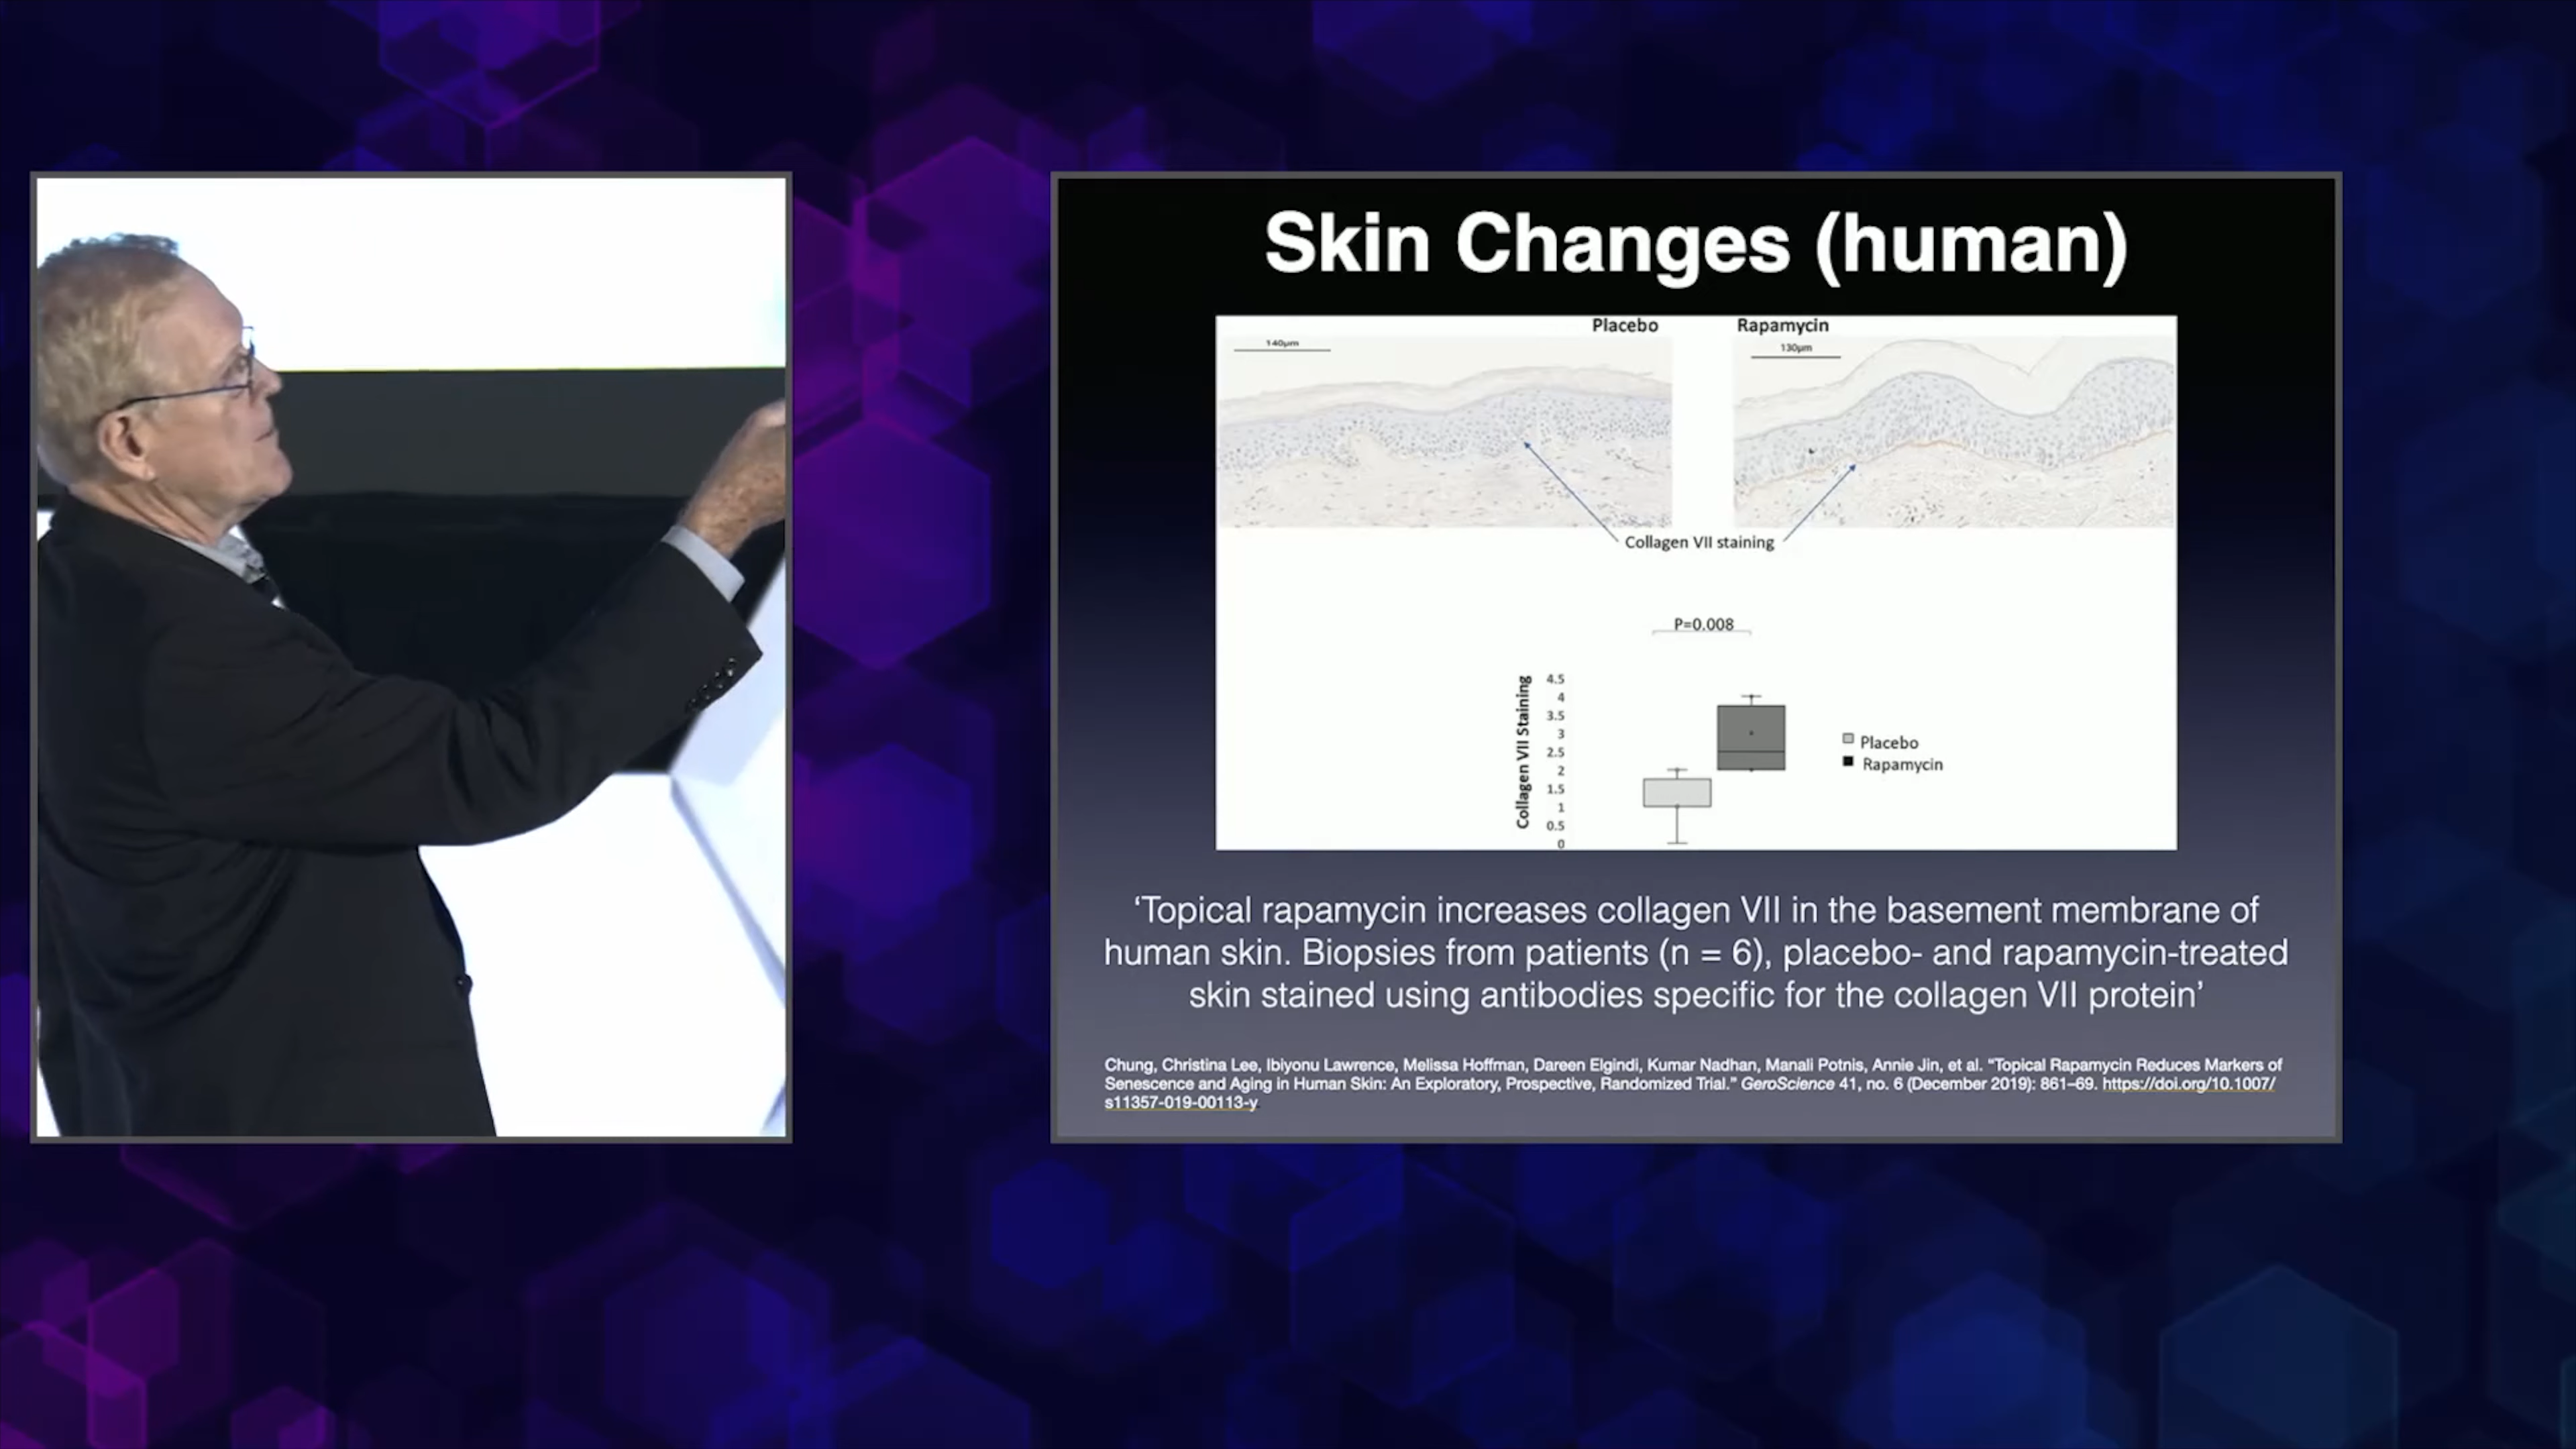 Skin Changes (human)
Placebo
Rapamycin
140µm
130µm
Collagen VII staining
P=0.008
Collagen VII Staining
4.5
4
3.5
3
2.5
2
1.5
1
0.5
0
Placebo
Rapamycin
‘Topical rapamycin increases collagen VII in the basement membrane of
human skin. Biopsies from patients (n = 6), placebo- and rapamycin-treated
skin stained using antibodies specific for the collagen VII protein’
Chung, Christina Lee, Ibiyonu Lawrence, Melissa Hoffman, Dareen Elgindi, Kumar Nadhan, Manali Potnis, Annie Jin, et al. “Topical Rapamycin Reduces Markers of
Senescence and Aging in Human Skin: An Exploratory, Prospective, Randomized Trial.” GeroScience 41, no. 6 (December 2019): 861–69. https://doi.org/10.1007/
s11357-019-00113-y